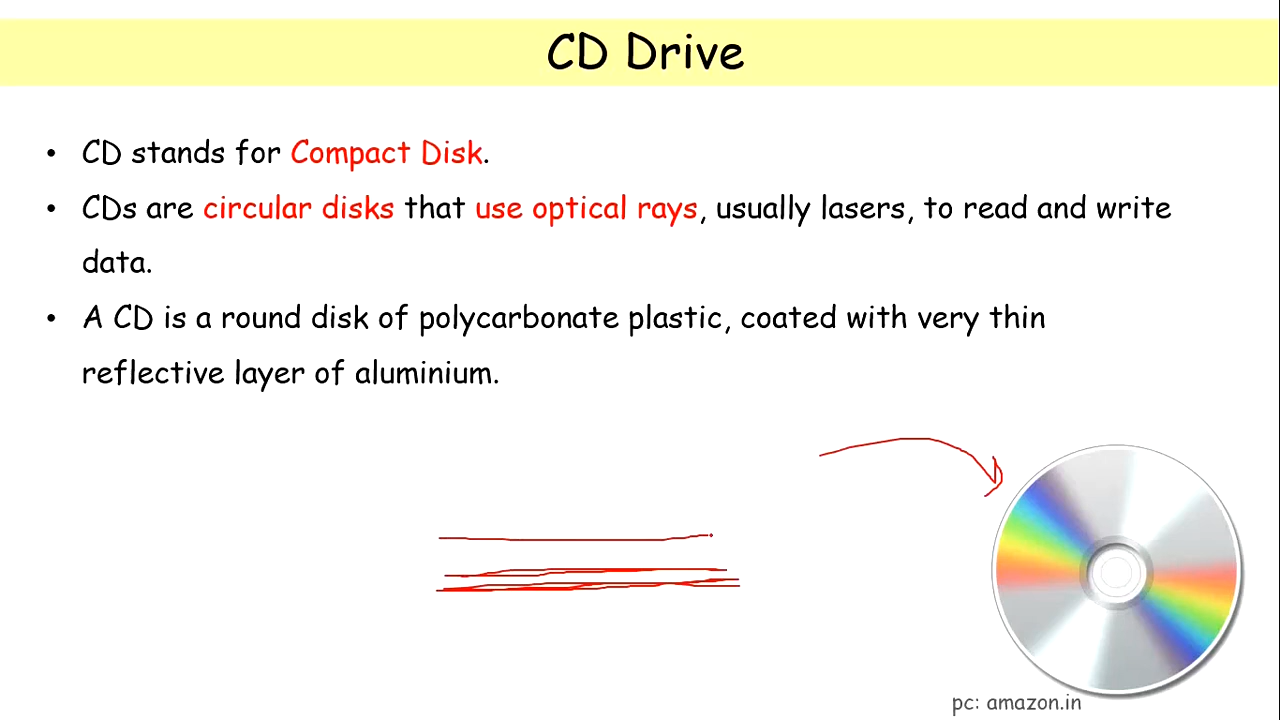 CD Drive
• CD stands for Compact Disk.
• CDs are circular disks that use optical rays, usually lasers, to read and write
data.
• A CD is a round disk of polycarbonate plastic, coated with very thin
reflective layer of aluminium.
pc: amazon.in